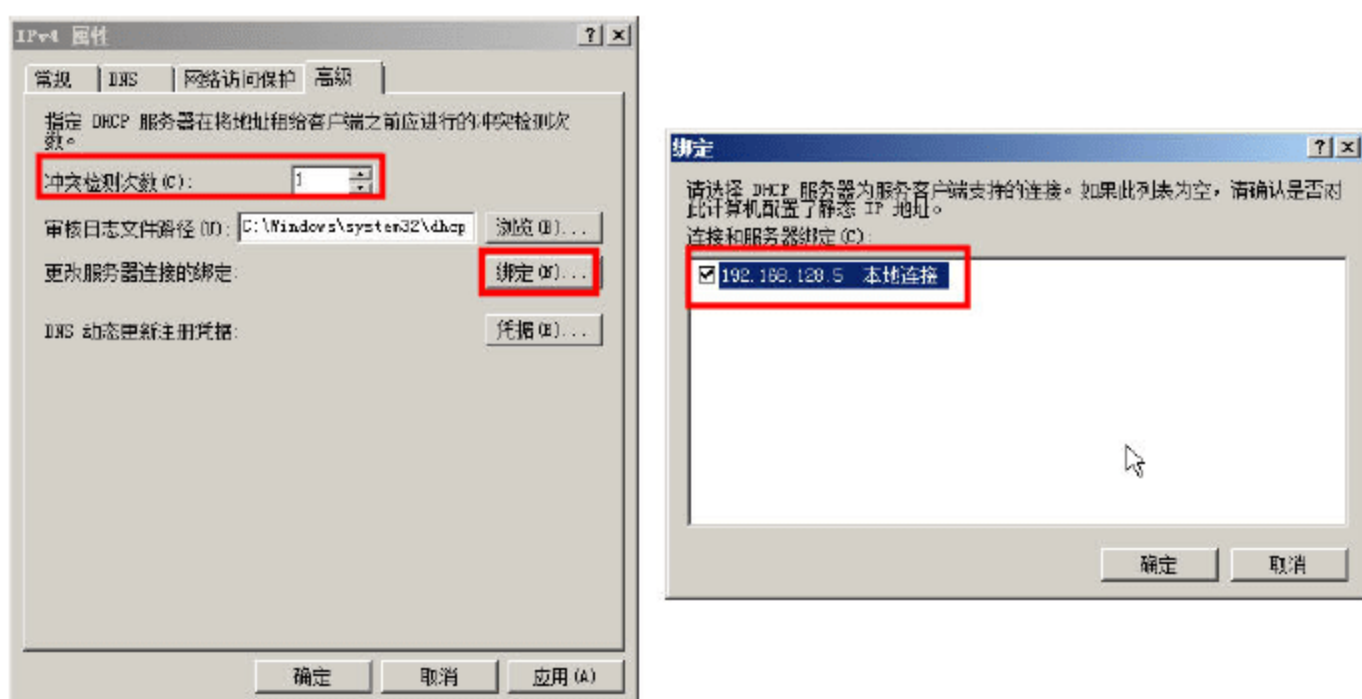 IPv4 属性
常规
DNS
网络访问保护
高级
指定 DHCP 服务器在将地址租给客户端之前应进行的冲突检测次
数。
冲突检测次数(C):
1
审核日志文件路径(U):
C:\Windows\system32\dhcp
浏览(B)...
更改服务器连接的绑定:
绑定(N)...
DNS 动态更新注册凭据:
凭据(E)...
确定
取消
应用(A)
绑定
请选择 DHCP 服务器为服务客户端支持的连接。如果此列表为空，请确认是否对
此计算机配置了静态 IP 地址。
连接和服务器绑定(C):
192.168.128.5 本地连接
确定
取消